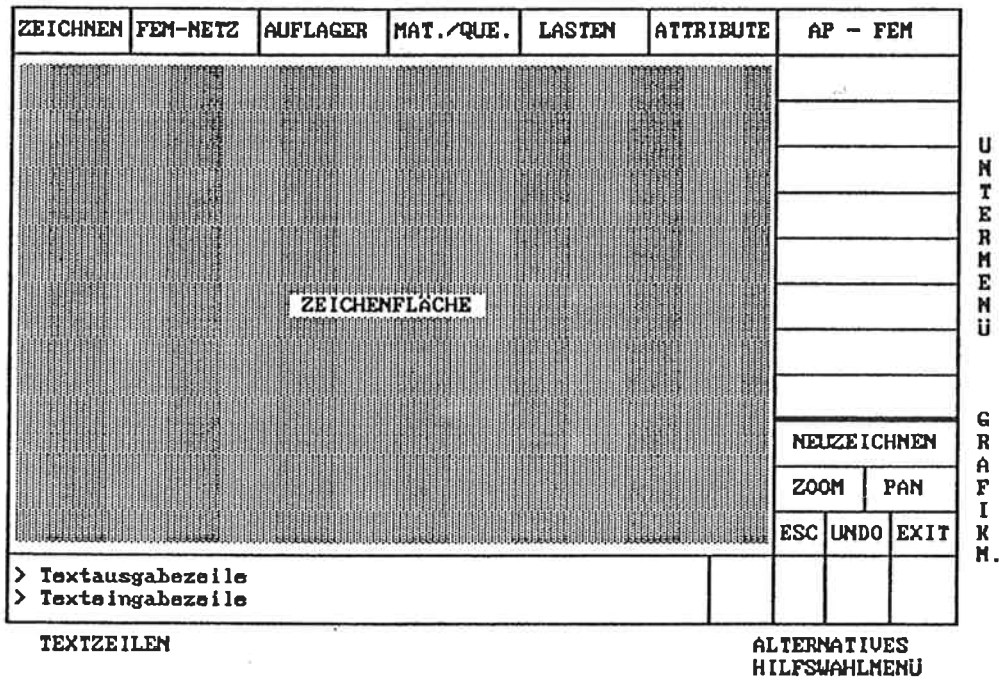 ZEICHNEN FEM-NETZ AUFLAGER MAT./QUE. LASTEN ATTRIBUTE AP - FEM
ZEICHENFLÄCHE
UNTERMENÜ
NEUZEICHNEN
ZOOM PAN
ESC UNDO EXIT
GRAFIKM.
> Textausgabezeile
> Texteingabezeile
TEXTZEILEN
ALTERNATIVES
HILFSWAHLMENÜ